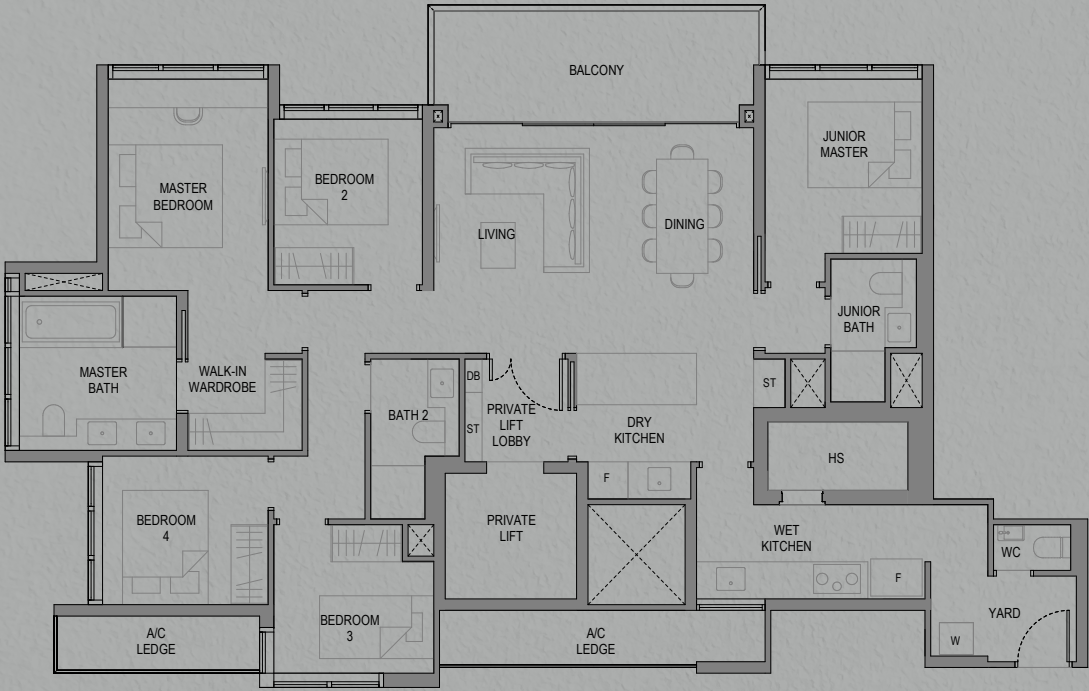 BALCONY
JUNIOR
MASTER
MASTER
BEDROOM
BEDROOM
2
LIVING
DINING
JUNIOR
BATH
MASTER
BATH
WALK-IN
WARDROBE
DB
ST
PRIVATE
LIFT
LOBBY
BATH 2
ST
DRY
KITCHEN
HS
F
BEDROOM
4
PRIVATE
LIFT
WET
KITCHEN
WC
F
BEDROOM
3
YARD
A/C
LEDGE
A/C
LEDGE
W